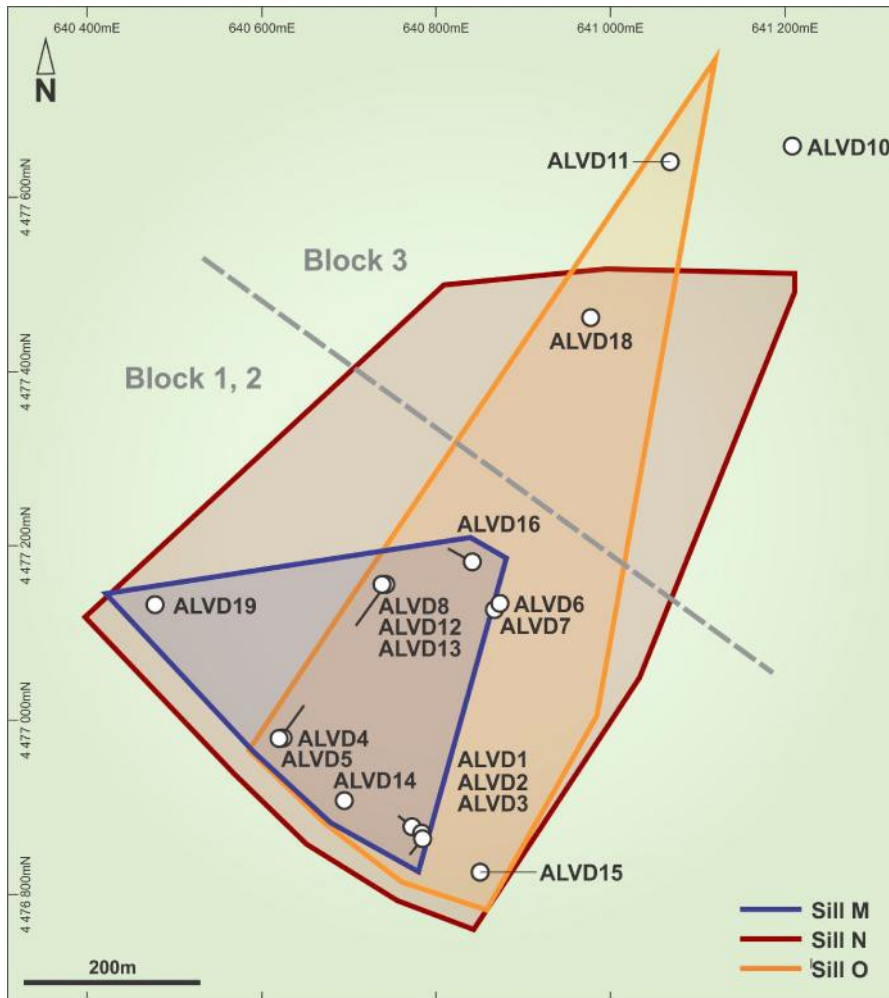 640 400mE
640 600mE
640 800mE
641 000mE
641 200mE
N
ALVD11
ALVD10
4 477 600mN
Block 3
ALVD18
4 477 400mN
Block 1, 2
ALVD16
4 477 200mN
ALVD19
ALVD8
ALVD12
ALVD13
ALVD6
ALVD7
4 477 000mN
ALVD4
ALVD5
ALVD14
ALVD1
ALVD2
ALVD3
ALVD15
4 476 800mN
200m
Sill M
Sill N
Sill O